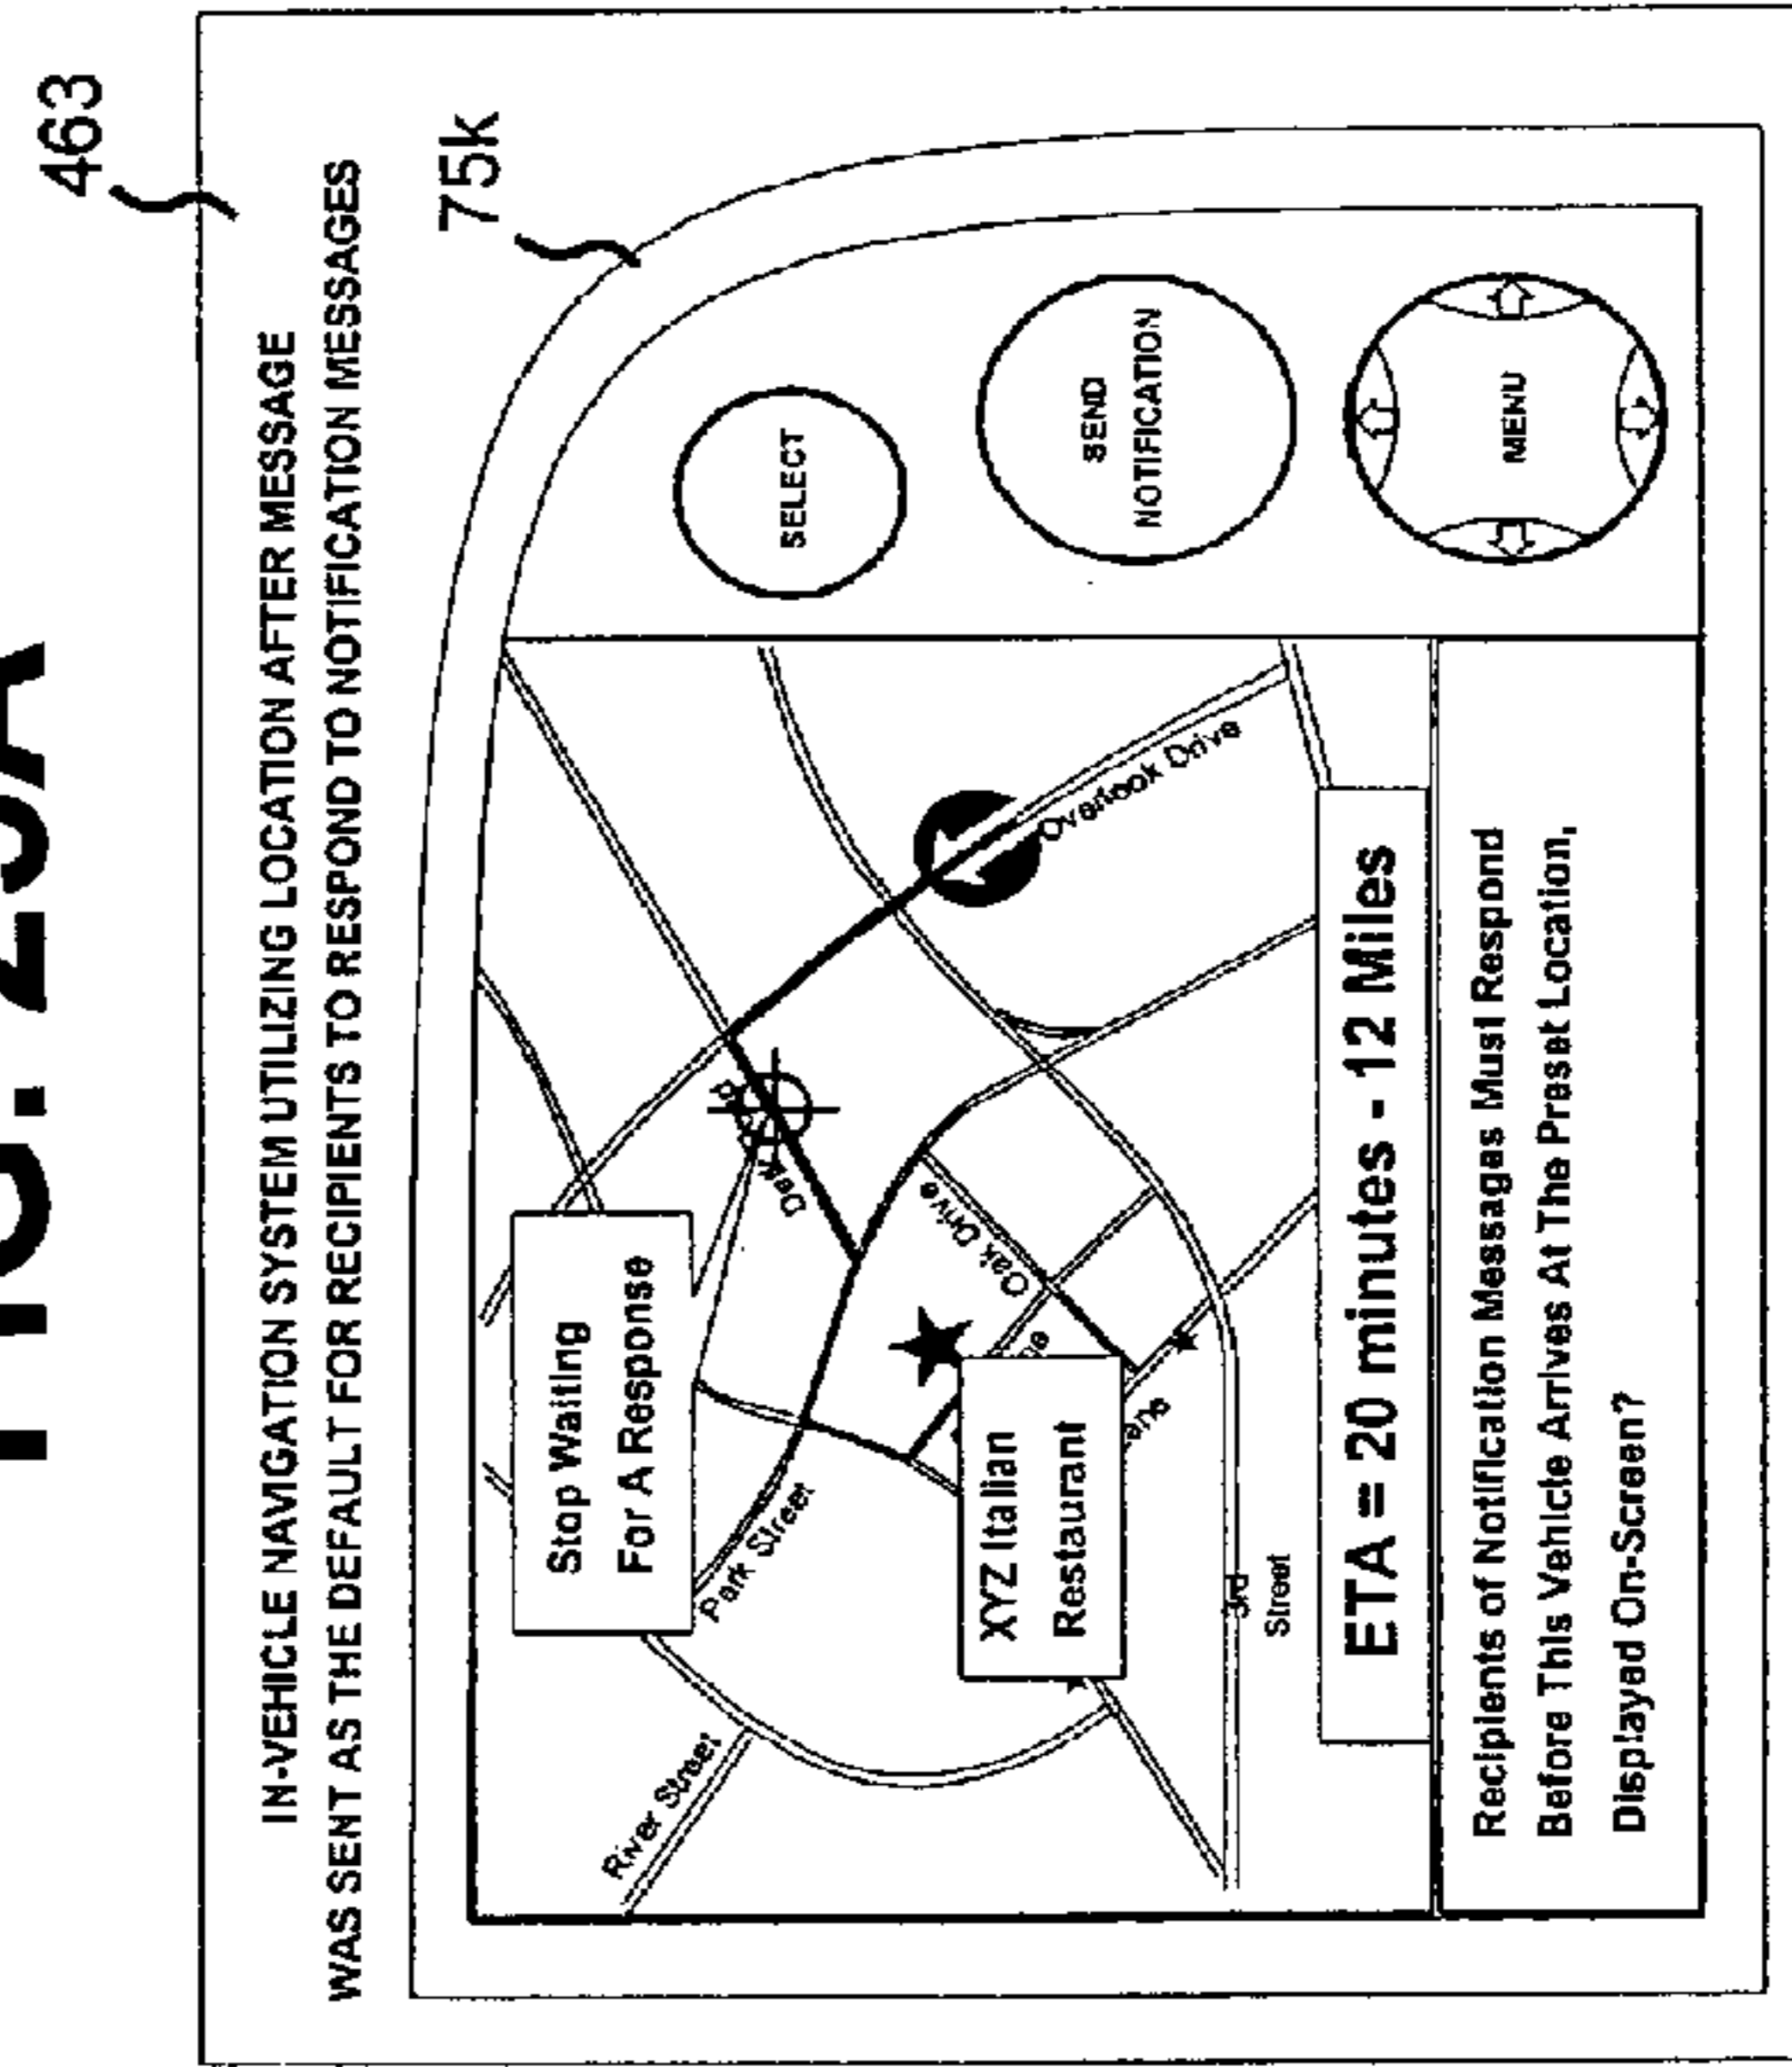 463
IN-VEHICLE NAVIGATION SYSTEM UTILIZING LOCATION AFTER MESSAGE
WAS SENT AS THE DEFAULT FOR RECIPIENTS TO RESPOND TO NOTIFICATION MESSAGES
75k
Stop Waiting
For A Response
River Street
Park Street
XYZ Italian
Restaurant
Oak Drive
Overlook Drive
3rd
Street
ETA = 20 minutes - 12 Miles
Recipients of Notification Messages Must Respond
Before This Vehicle Arrives At The Preset Location,
Displayed On-Screen?
SELECT
SEND
NOTIFICATION
MENU